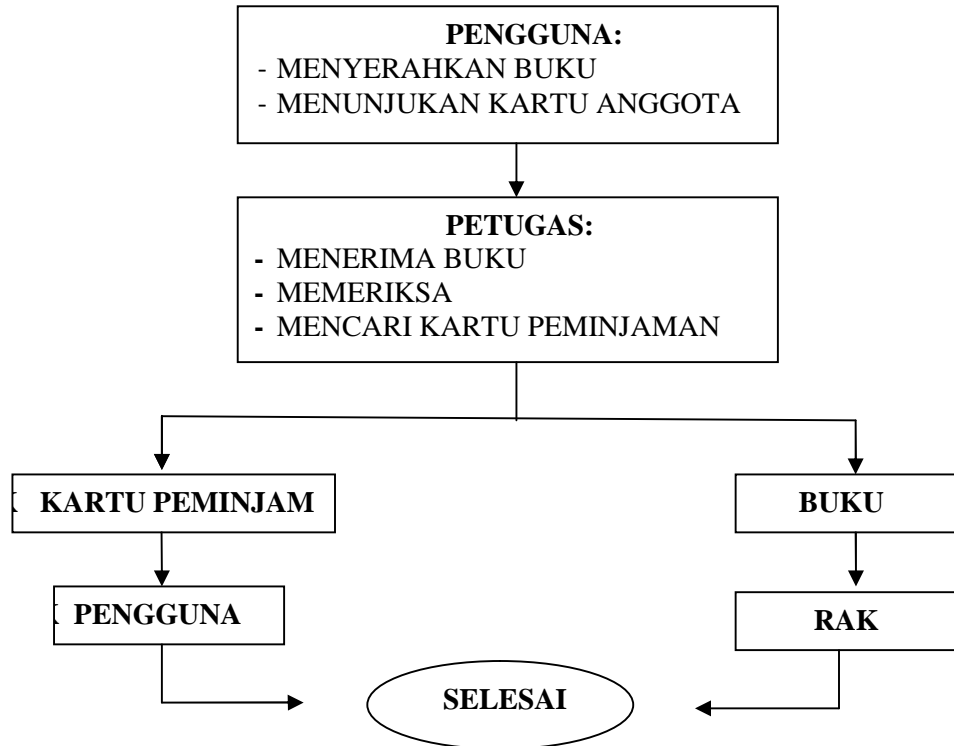 PENGGUNA:
- MENYERAHKAN BUKU
- MENUNJUKAN KARTU ANGGOTA
PETUGAS:
- MENERIMA BUKU
- MEMERIKSA
- MENCARI KARTU PEMINJAMAN
KARTU PEMINJAM
BUKU
PENGGUNA
RAK
SELESAI